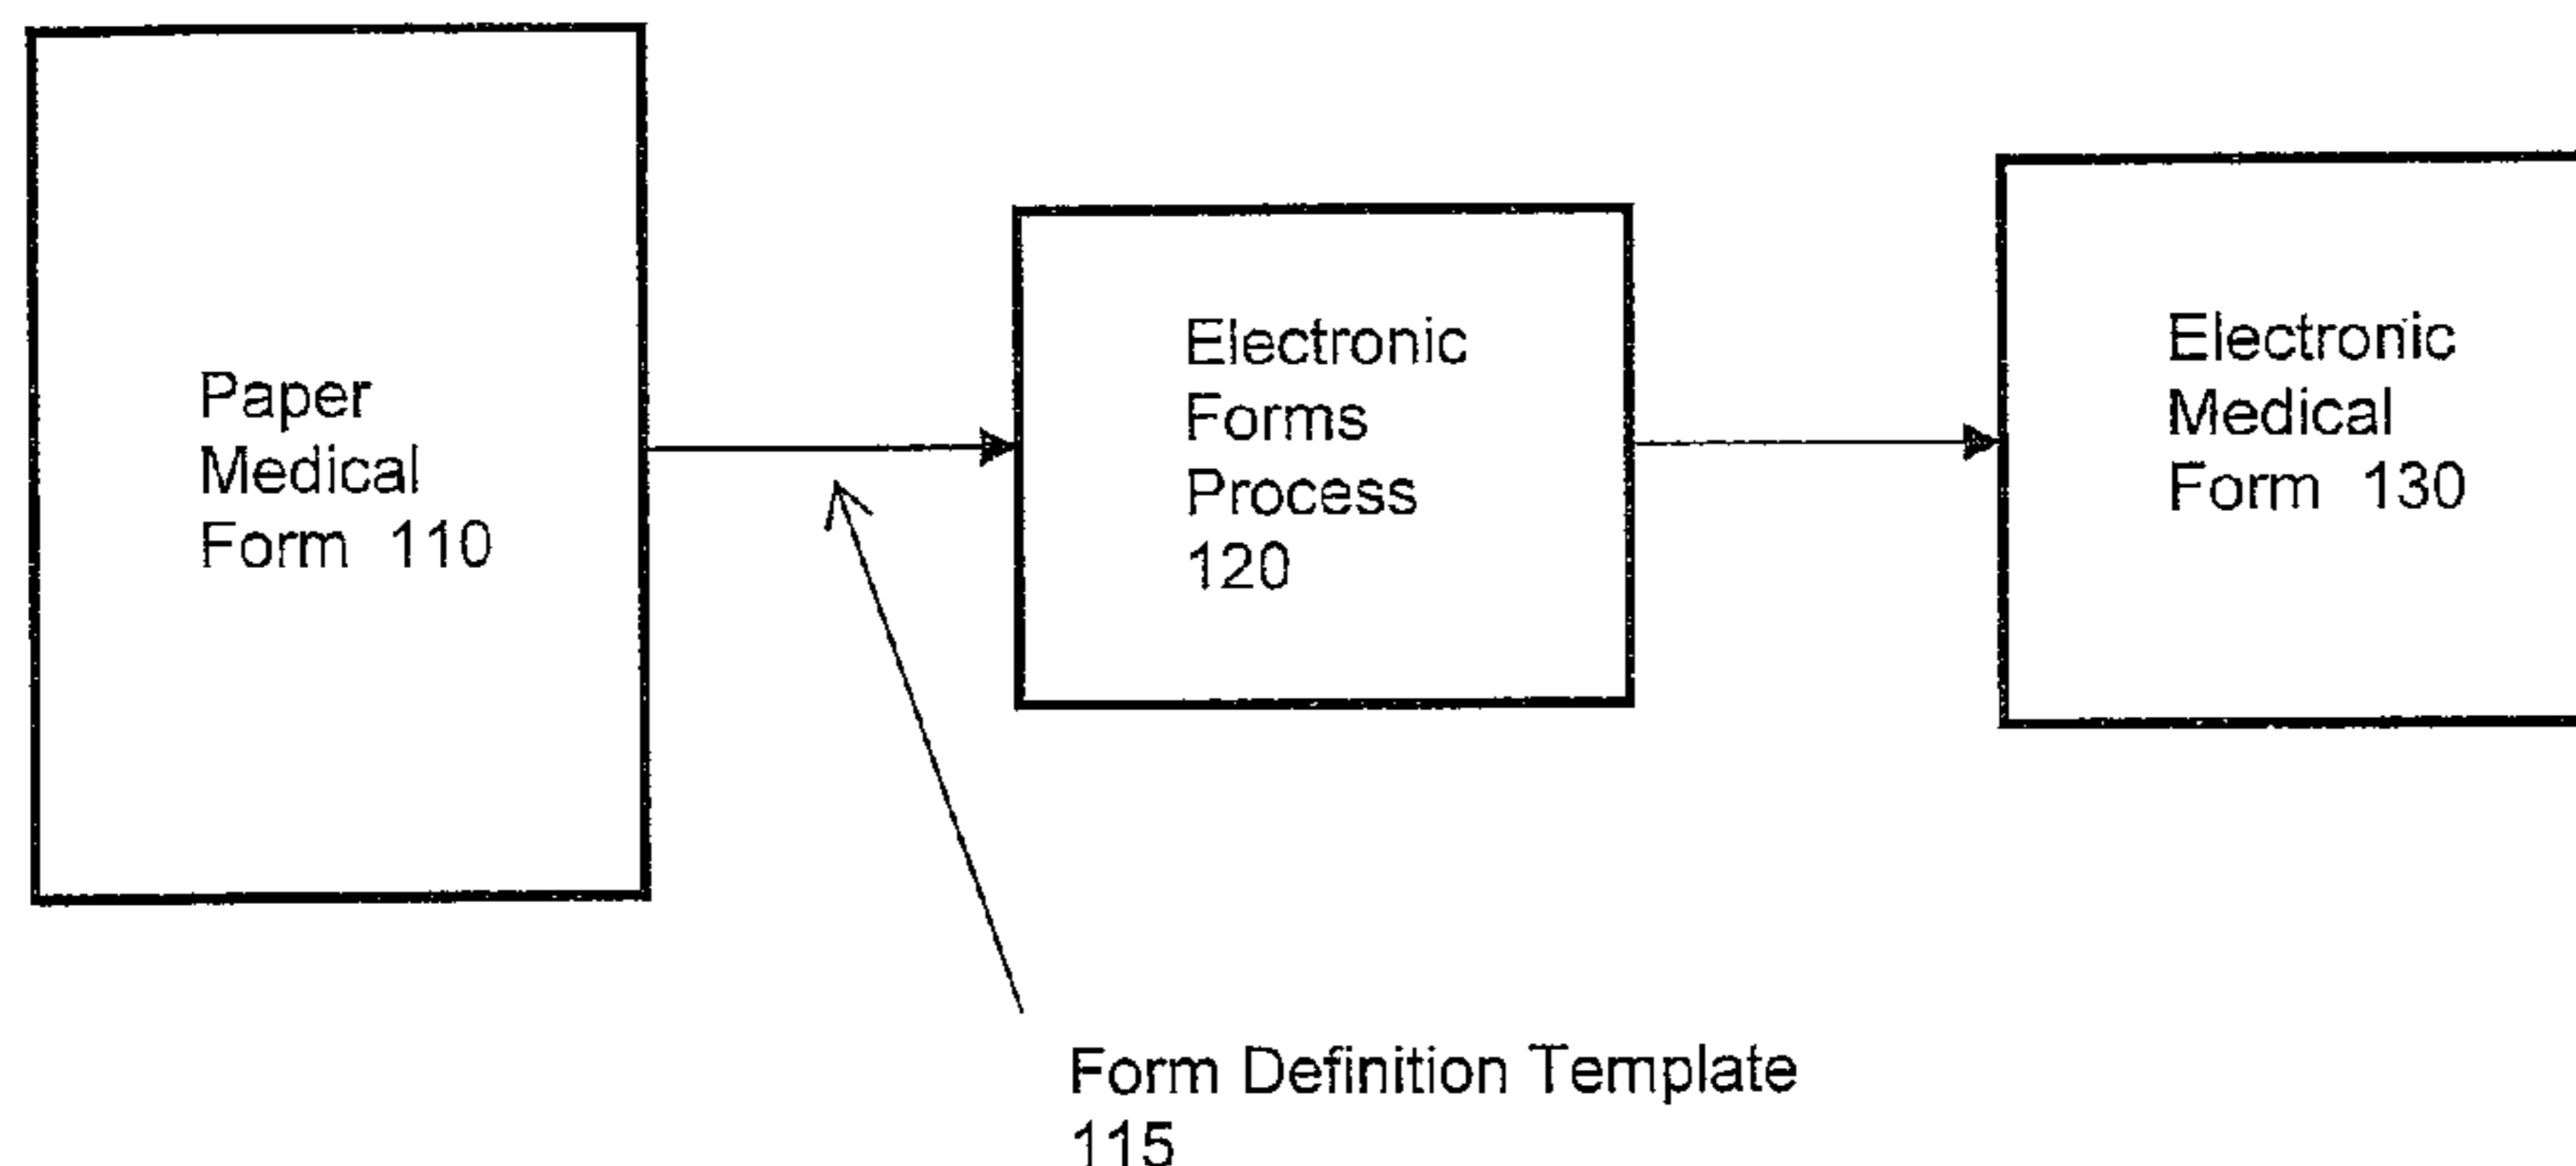 Paper
Medical
Form 110
Electronic
Forms
Process
120
Electronic
Medical
Form 130
Form Definition Template
115